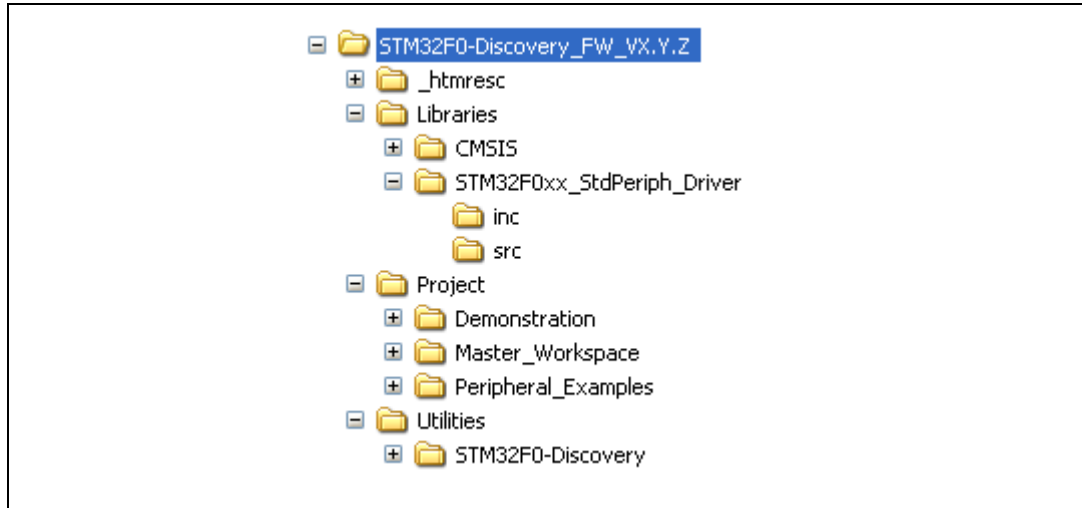 STM32F0-Discovery_FW_VX.Y.Z
_htmresc
Libraries
CMSIS
STM32F0xx_StdPeriph_Driver
inc
src
Project
Demonstration
Master_Workspace
Peripheral_Examples
Utilities
STM32F0-Discovery